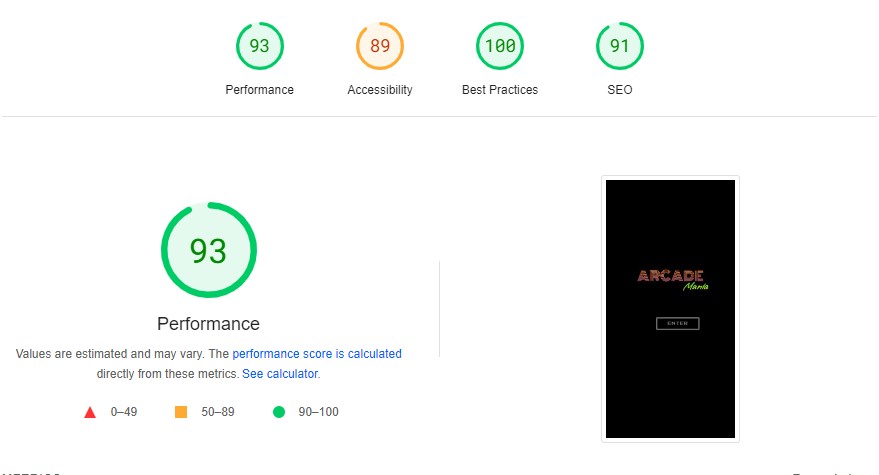 93 89 100 91
Performance Accessibility Best Practices SEO
93
Performance
Values are estimated and may vary. The performance score is calculated
directly from these metrics. See calculator.
0–49 50–89 90–100
ARCADE
Mania
ENTER